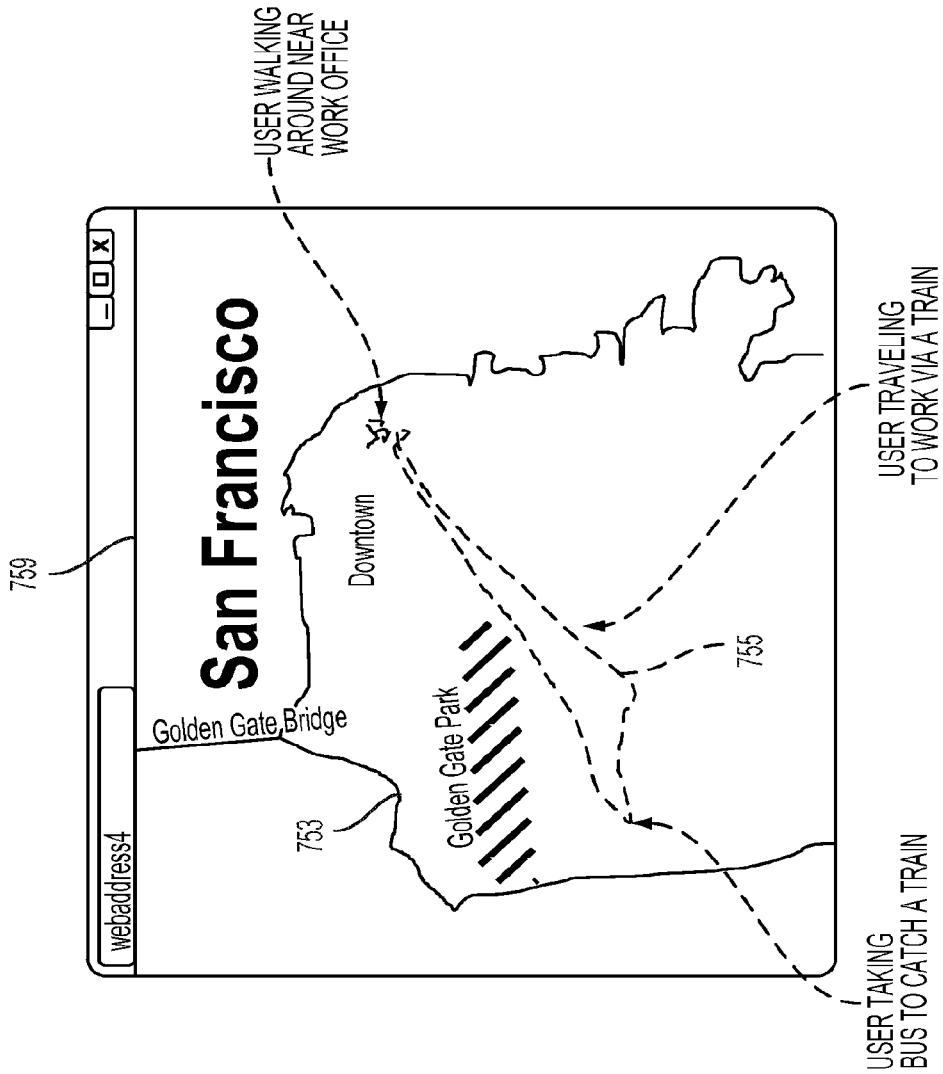 759
webaddress4
_ □ X
San Francisco
Golden Gate Bridge
753
Downtown
Golden Gate Park
755
USER WALKING
AROUND NEAR
WORK OFFICE
USER TAKING
BUS TO CATCH A TRAIN
USER TRAVELING
TO WORK VIA A TRAIN